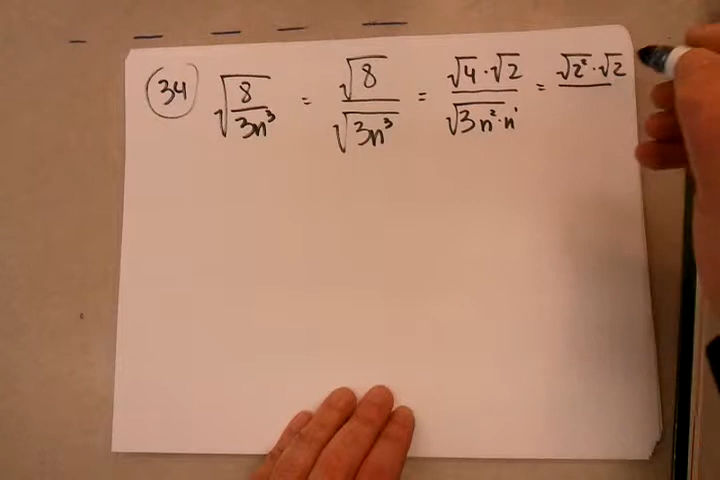 34 √(8/3n³) = √8/√(3n³) = √4·√2/√(3n²·n¹) = √2²·√2